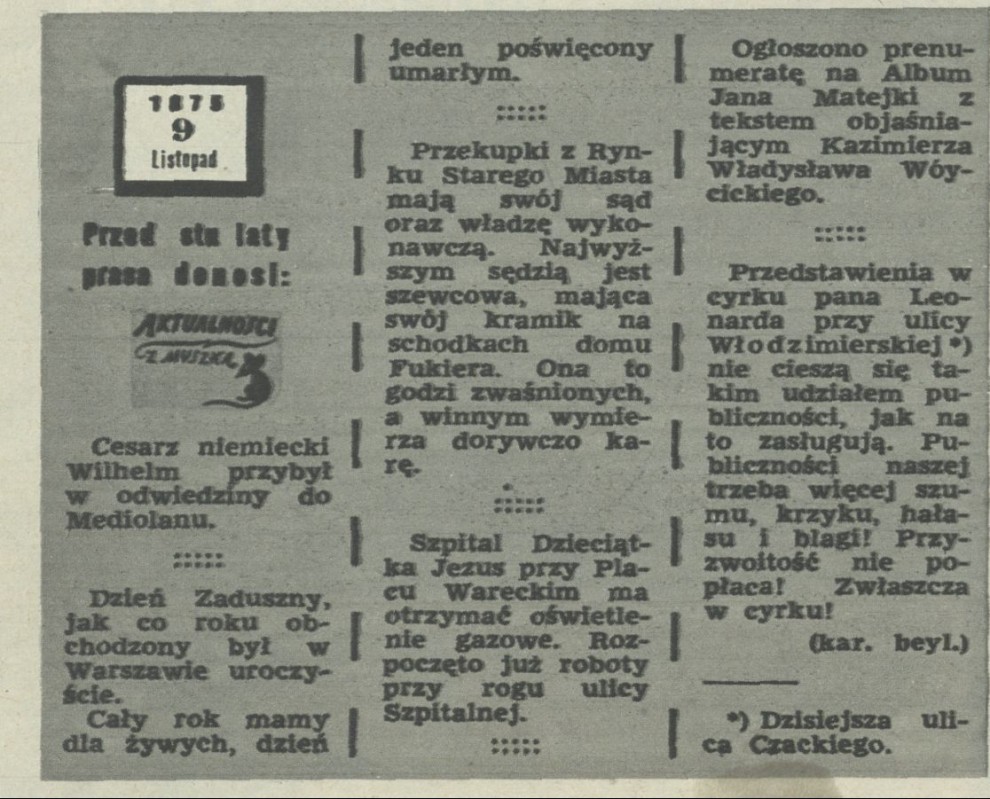 1875
9
Listopad
Przed stu laty
prasa donosi:
AKTUALNOŚCI
Z MUSZKĄ
Cesarz niemiecki
Wilhelm przybył
w odwiedziny do
Mediolanu.
Dzień Zaduszny,
jak co roku ob-
chodzony był w
Warszawie uroczy-
ście.
Cały rok mamy
dla żywych, dzień
jeden poświęcony
umarłym.
Przekupki z Ryn-
ku Starego Miasta
mają swój sąd
oraz władzę wyko-
nawczą. Najwyż-
szym sędzią jest
szewcowa, mająca
swój kramik na
schodkach domu
Fukiera. Ona to
godzi zwaśnionych,
a winnym wymie-
rza dorywczo ka-
rę.
Szpital Dzieciąt-
ka Jezus przy Pla-
cu Wareckim ma
otrzymać oświetle-
nie gazowe. Roz-
poczęto już roboty
przy rogu ulicy
Szpitalnej.
Ogłoszono prenu-
meratę na Album
Jana Matejki z
tekstem objaśnia-
jącym Kazimierza
Władysława Wóy-
cickiego.
Przedstawienia w
cyrku pana Leo-
narda przy ulicy
Włodzimierskiej *)
nie cieszą się ta-
kim udziałem pu-
bliczności, jak na
to zasługują. Pu-
bliczności naszej
trzeba więcej szu-
mu, krzyku, hała-
su i blagi! Przy-
zwoitość nie po-
płaca! Zwłaszcza
w cyrku!
(kar. beyl.)
*) Dzisiejsza uli-
ca Czackiego.